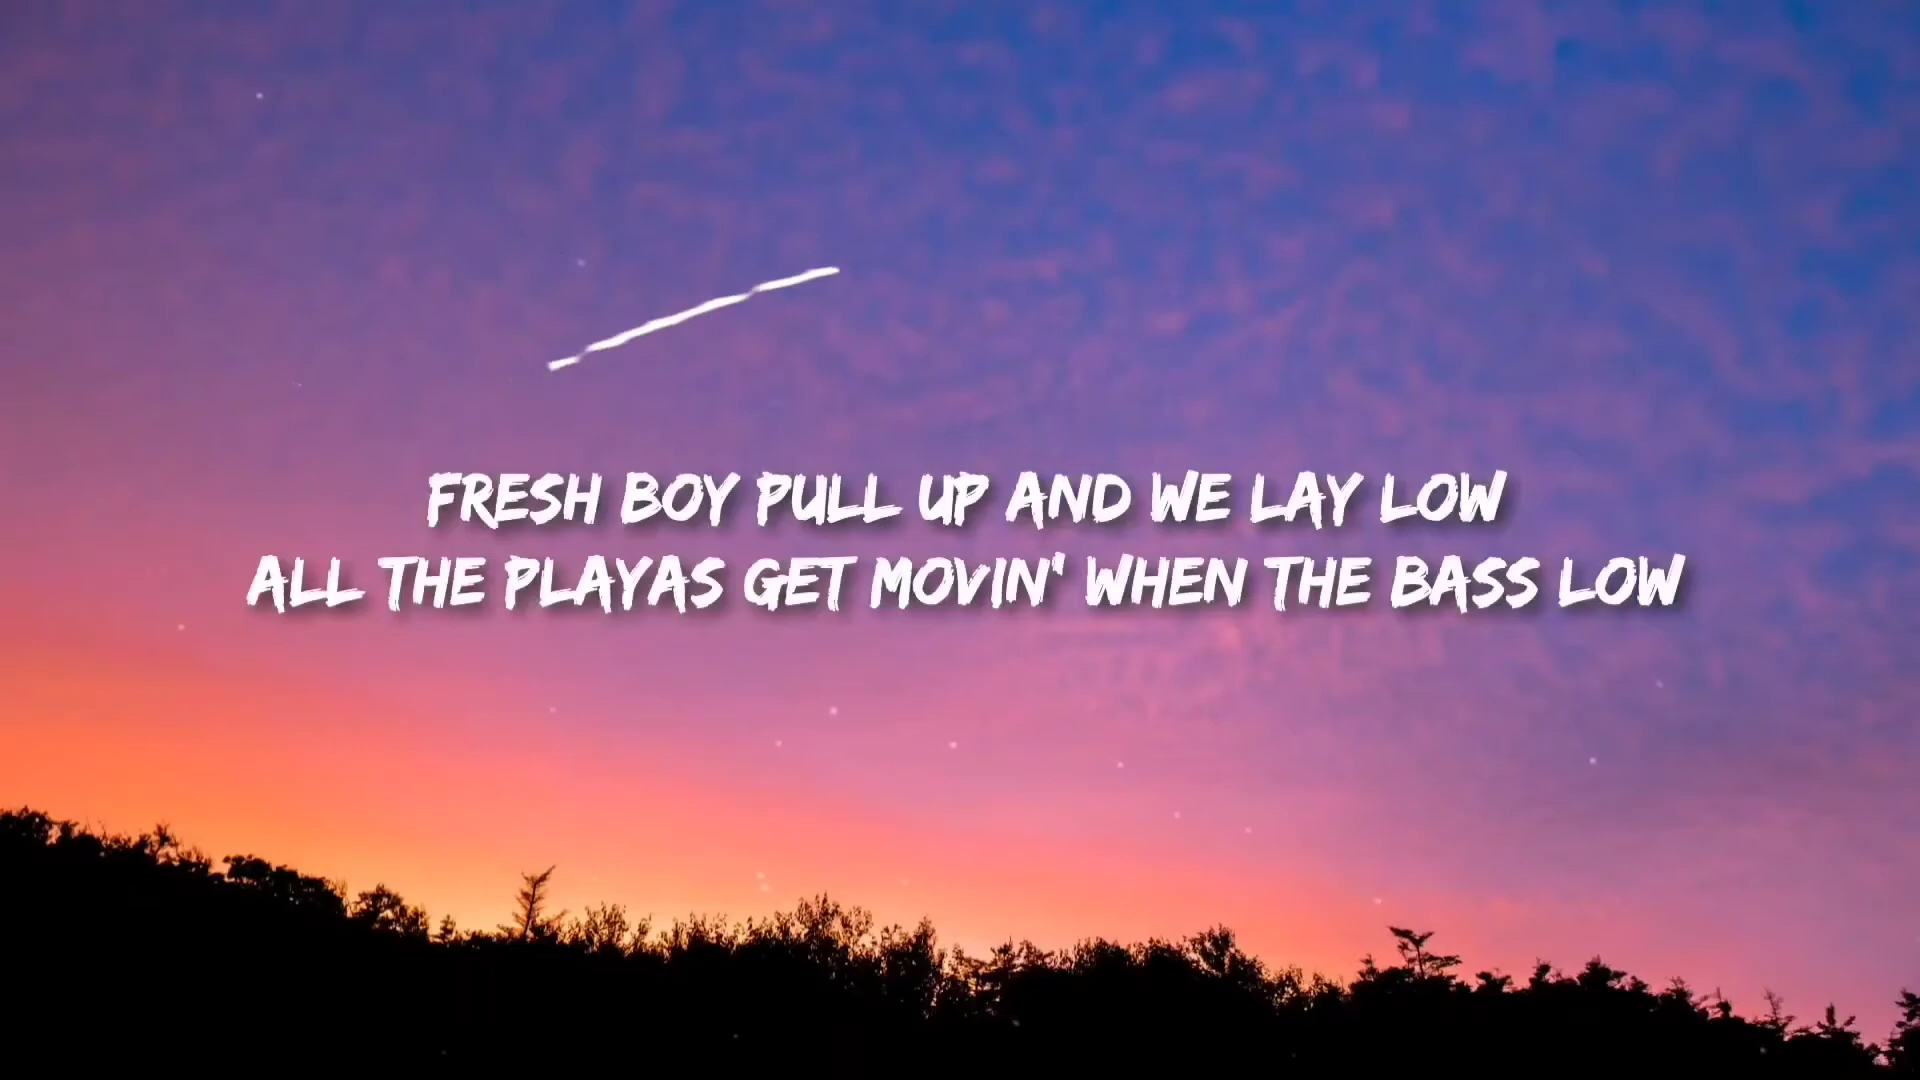 FRESH BOY PULL UP AND WE LAY LOW
ALL THE PLAYAS GET MOVIN' WHEN THE BASS LOW